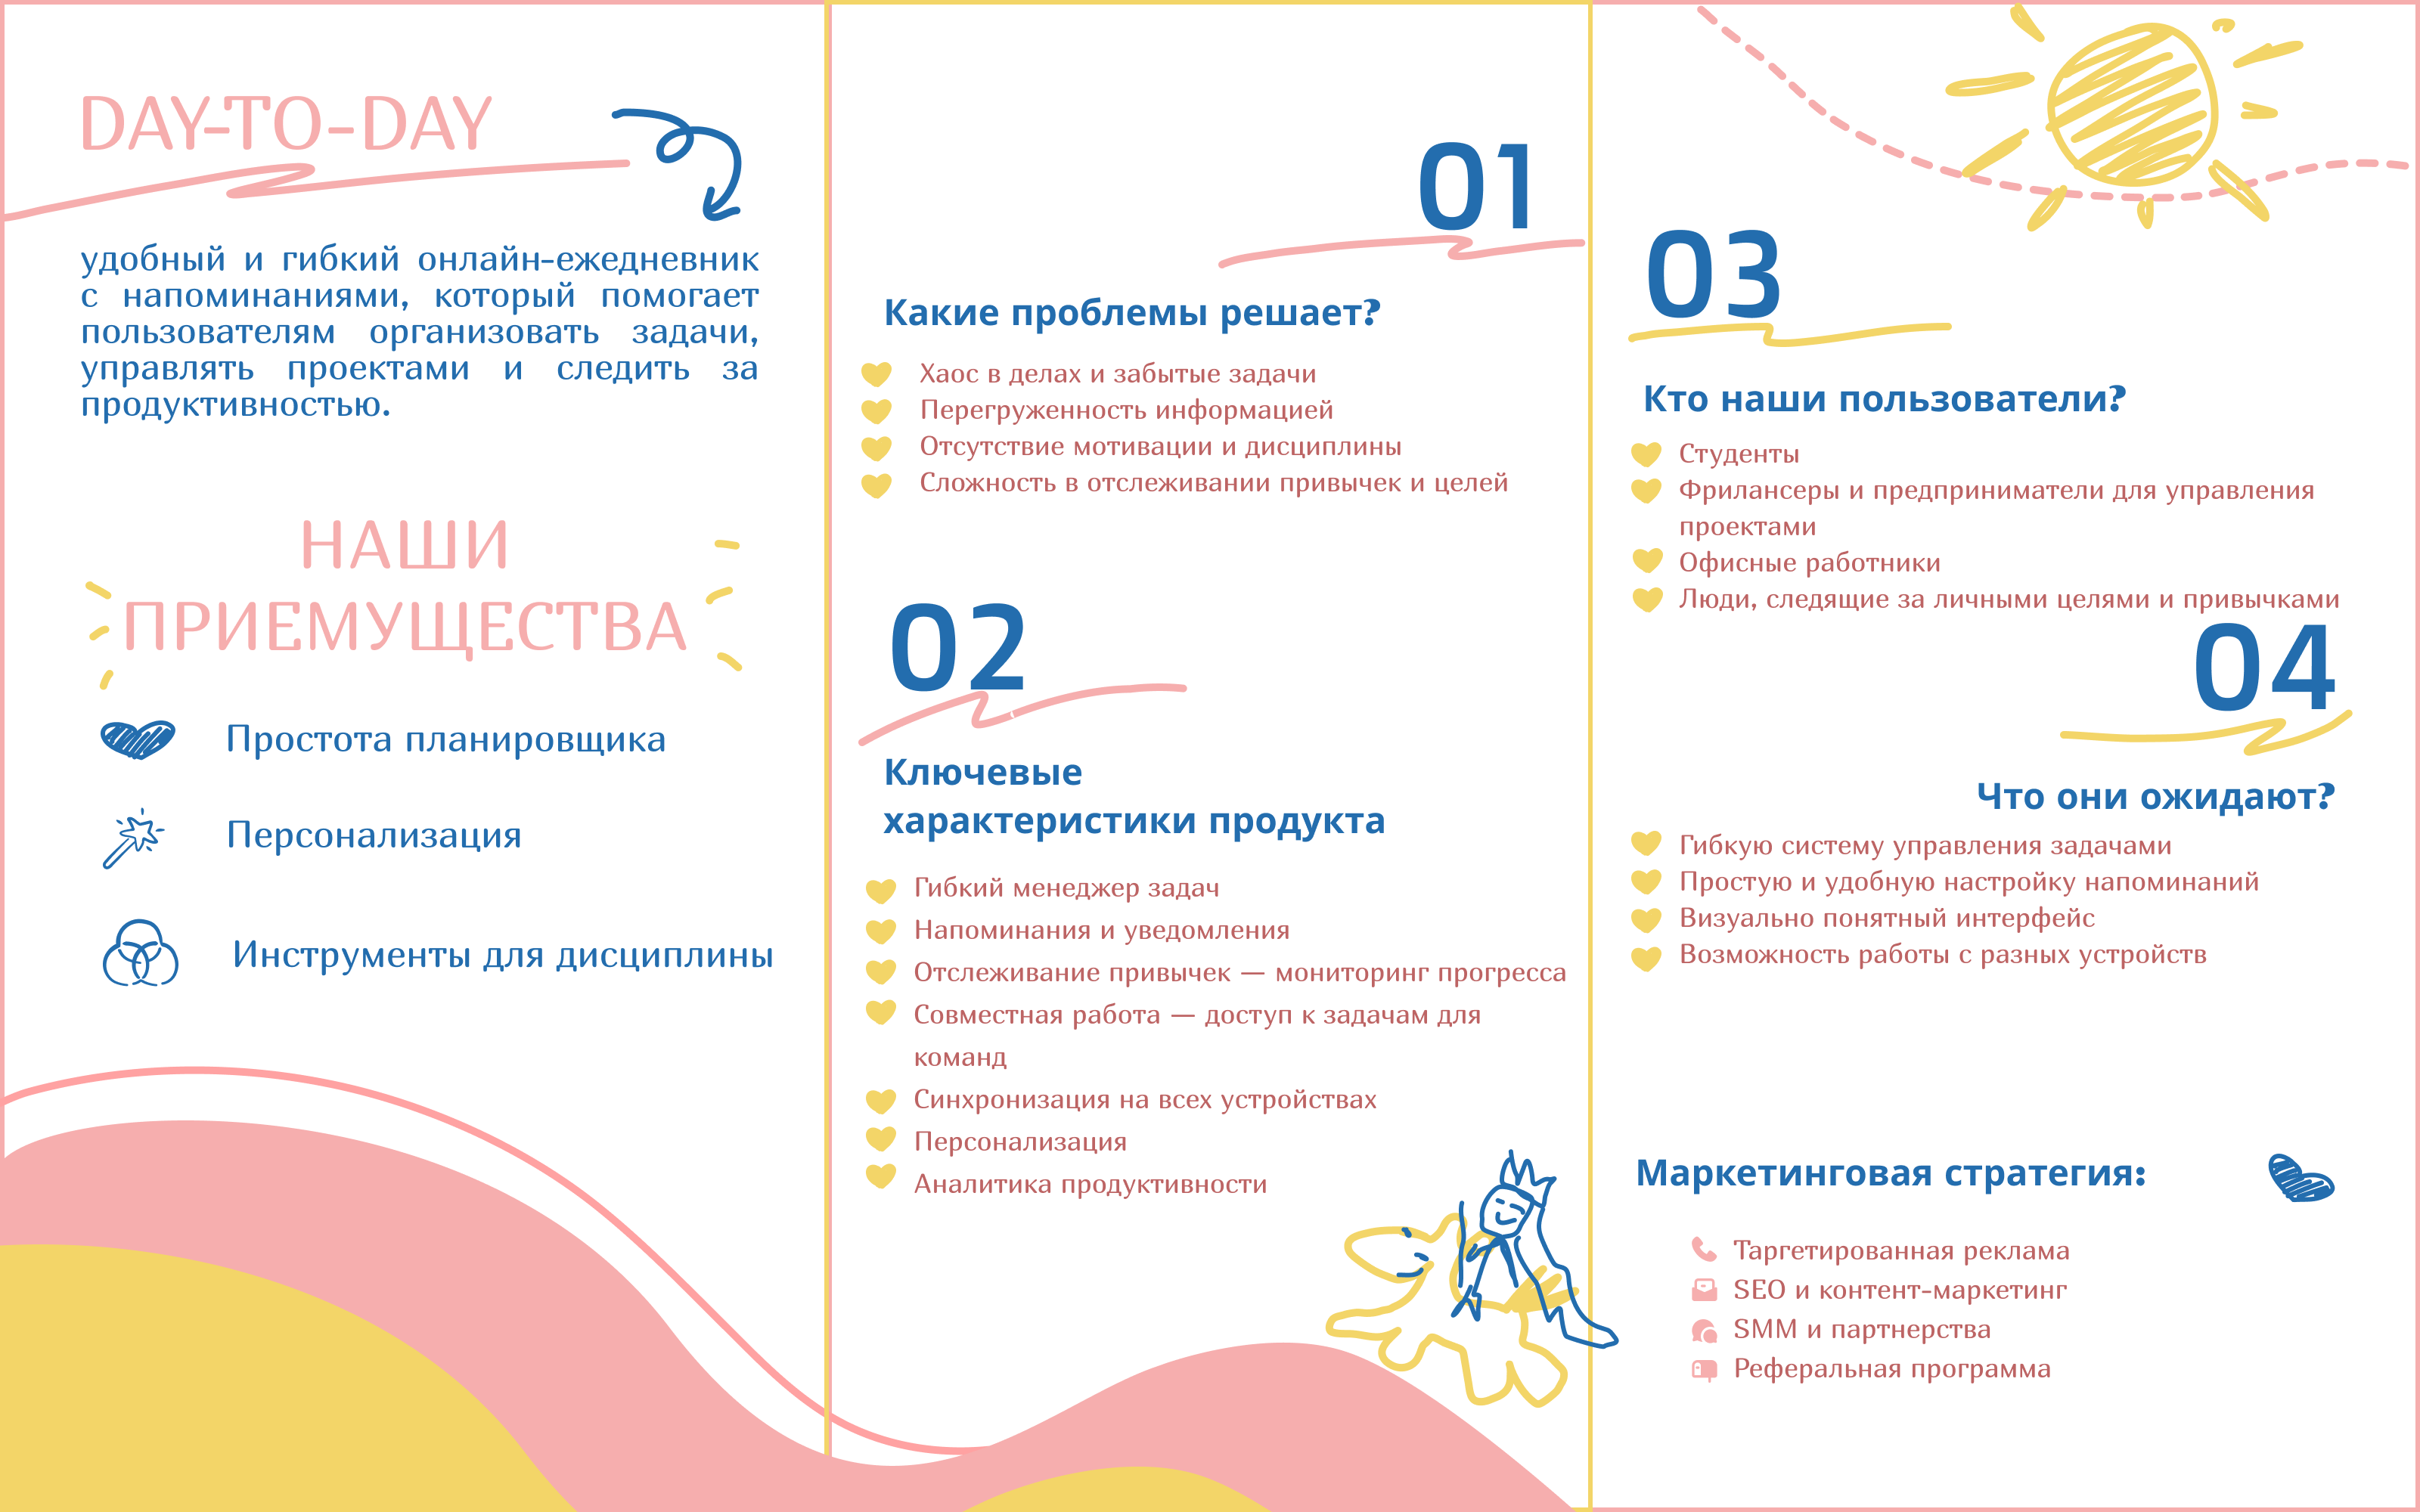 DAY-TO-DAY
удобный и гибкий онлайн-ежедневник
с напоминаниями, который помогает
пользователям организовать задачи,
управлять проектами и следить за
продуктивностью.
НАШИ
ПРИЕМУЩЕСТВА
Простота планировщика
Персонализация
Инструменты для дисциплины
01
Какие проблемы решает?
Хаос в делах и забытые задачи
Перегруженность информацией
Отсутствие мотивации и дисциплины
Сложность в отслеживании привычек и целей
02
Ключевые
характеристики продукта
Гибкий менеджер задач
Напоминания и уведомления
Отслеживание привычек — мониторинг прогресса
Совместная работа — доступ к задачам для
команд
Синхронизация на всех устройствах
Персонализация
Аналитика продуктивности
03
Кто наши пользователи?
Студенты
Фрилансеры и предприниматели для управления
проектами
Офисные работники
Люди, следящие за личными целями и привычками
04
Что они ожидают?
Гибкую систему управления задачами
Простую и удобную настройку напоминаний
Визуально понятный интерфейс
Возможность работы с разных устройств
Маркетинговая стратегия:
Таргетированная реклама
SEO и контент-маркетинг
SMM и партнерства
Реферальная программа